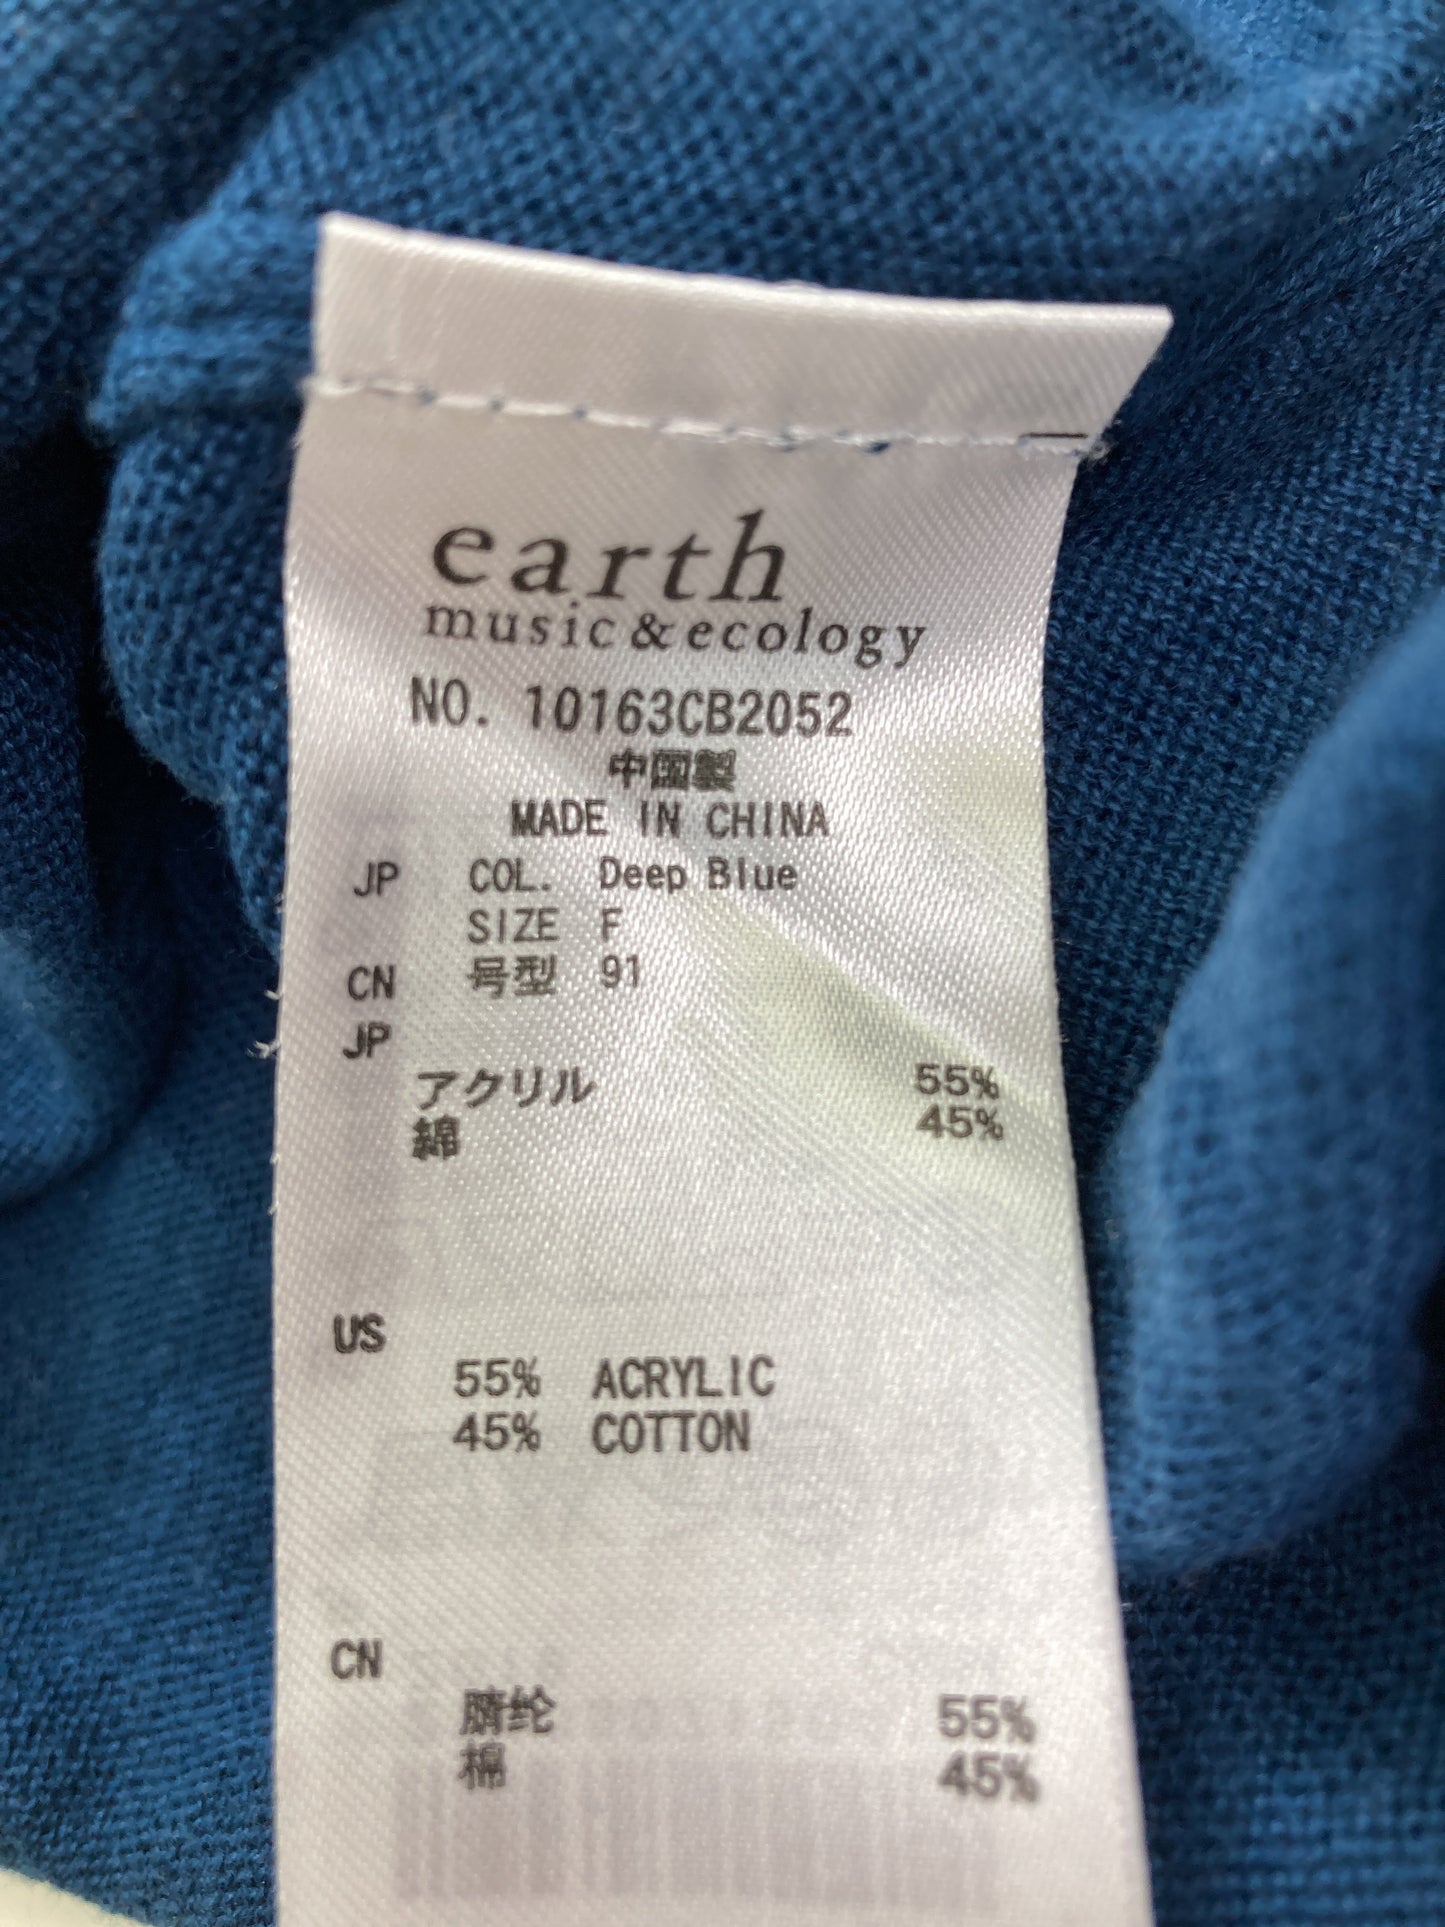 earth
music&ecology
NO. 10163CB2052
中国製
MADE IN CHINA
JP COL. Deep Blue
SIZE F
CN 号型 91
JP
アクリル 55%
綿 45%
US
55% ACRYLIC
45% COTTON
CN
腈纶 55%
棉 45%